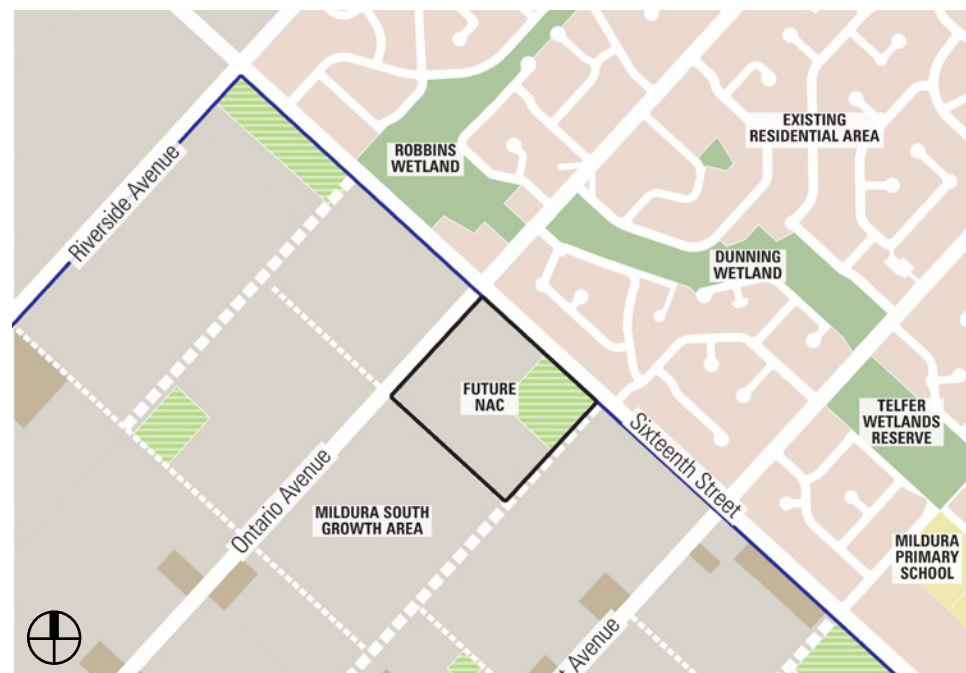 EXISTING
RESIDENTIAL AREA
ROBBINS
WETLAND
Riverside Avenue
DUNNING
WETLAND
FUTURE
NAC
TELFER
WETLANDS
RESERVE
Sixteenth Street
Ontario Avenue
MILDURA SOUTH
GROWTH AREA
MILDURA
PRIMARY
SCHOOL
Avenue